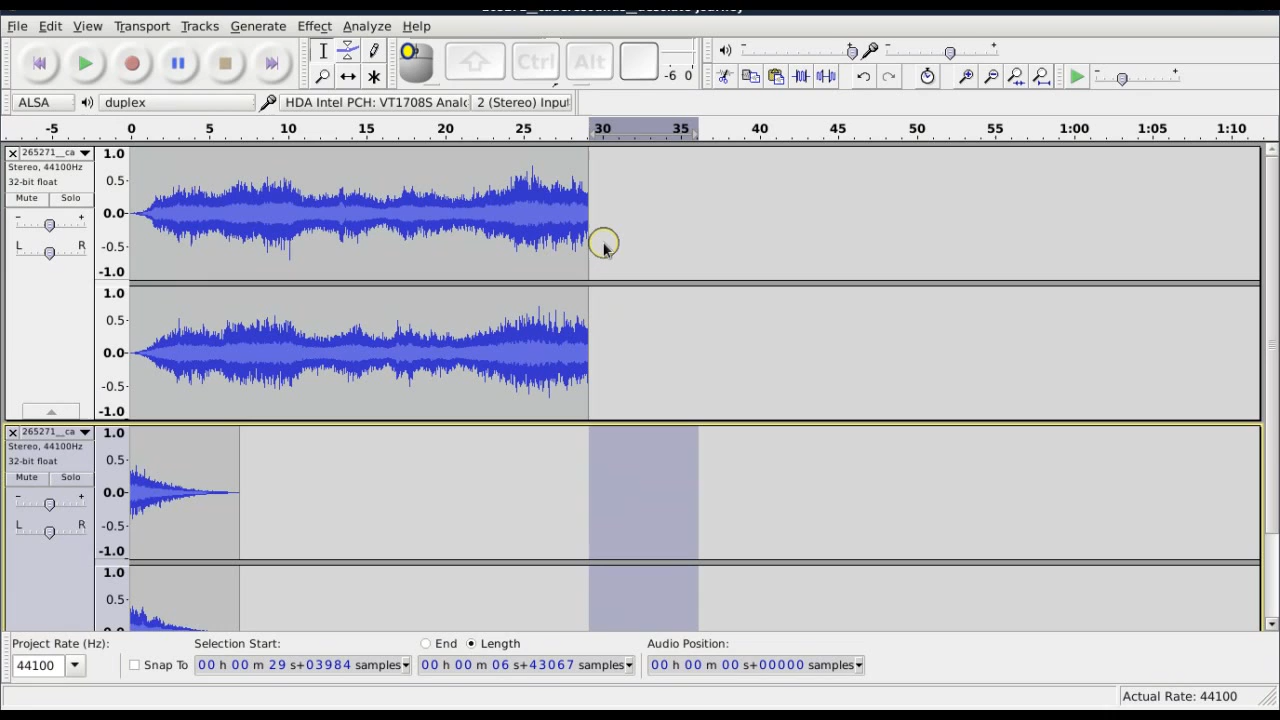 File Edit View Transport Tracks Generate Effect Analyze Help
Ctrl Alt -6 0
ALSA duplex HDA Intel PCH: VT1708S Analc 2 (Stereo) Input
-5 0 5 10 15 20 25 30 35 40 45 50 55 1:00 1:05 1:10
X 265271__ca
Stereo, 44100Hz
32-bit float
Mute Solo
- +
L R
1.0
0.5-
0.0-
-0.5-
-1.0
1.0
0.5-
0.0-
-0.5-
-1.0
X 265271__ca
Stereo, 44100Hz
32-bit float
Mute Solo
- +
L R
1.0
0.5-
0.0-
-0.5-
-1.0
1.0
0.5-
Project Rate (Hz): Selection Start: End Length Audio Position:
44100 Snap To 00 h 00 m 29 s+03984 samples 00 h 00 m 06 s+43067 samples 00 h 00 m 00 s+00000 samples
Actual Rate: 44100